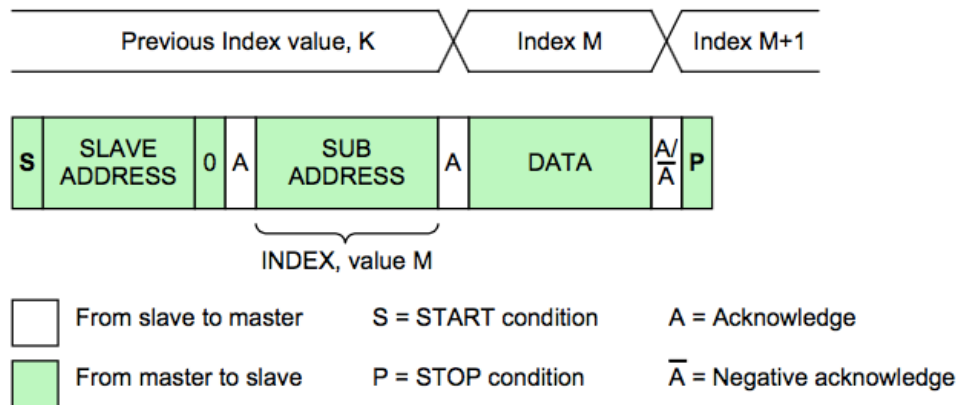 Previous Index value, K Index M Index M+1
S SLAVE ADDRESS 0 A SUB ADDRESS A DATA A/A̅ P
INDEX, value M
From slave to master S = START condition A = Acknowledge
From master to slave P = STOP condition A̅ = Negative acknowledge